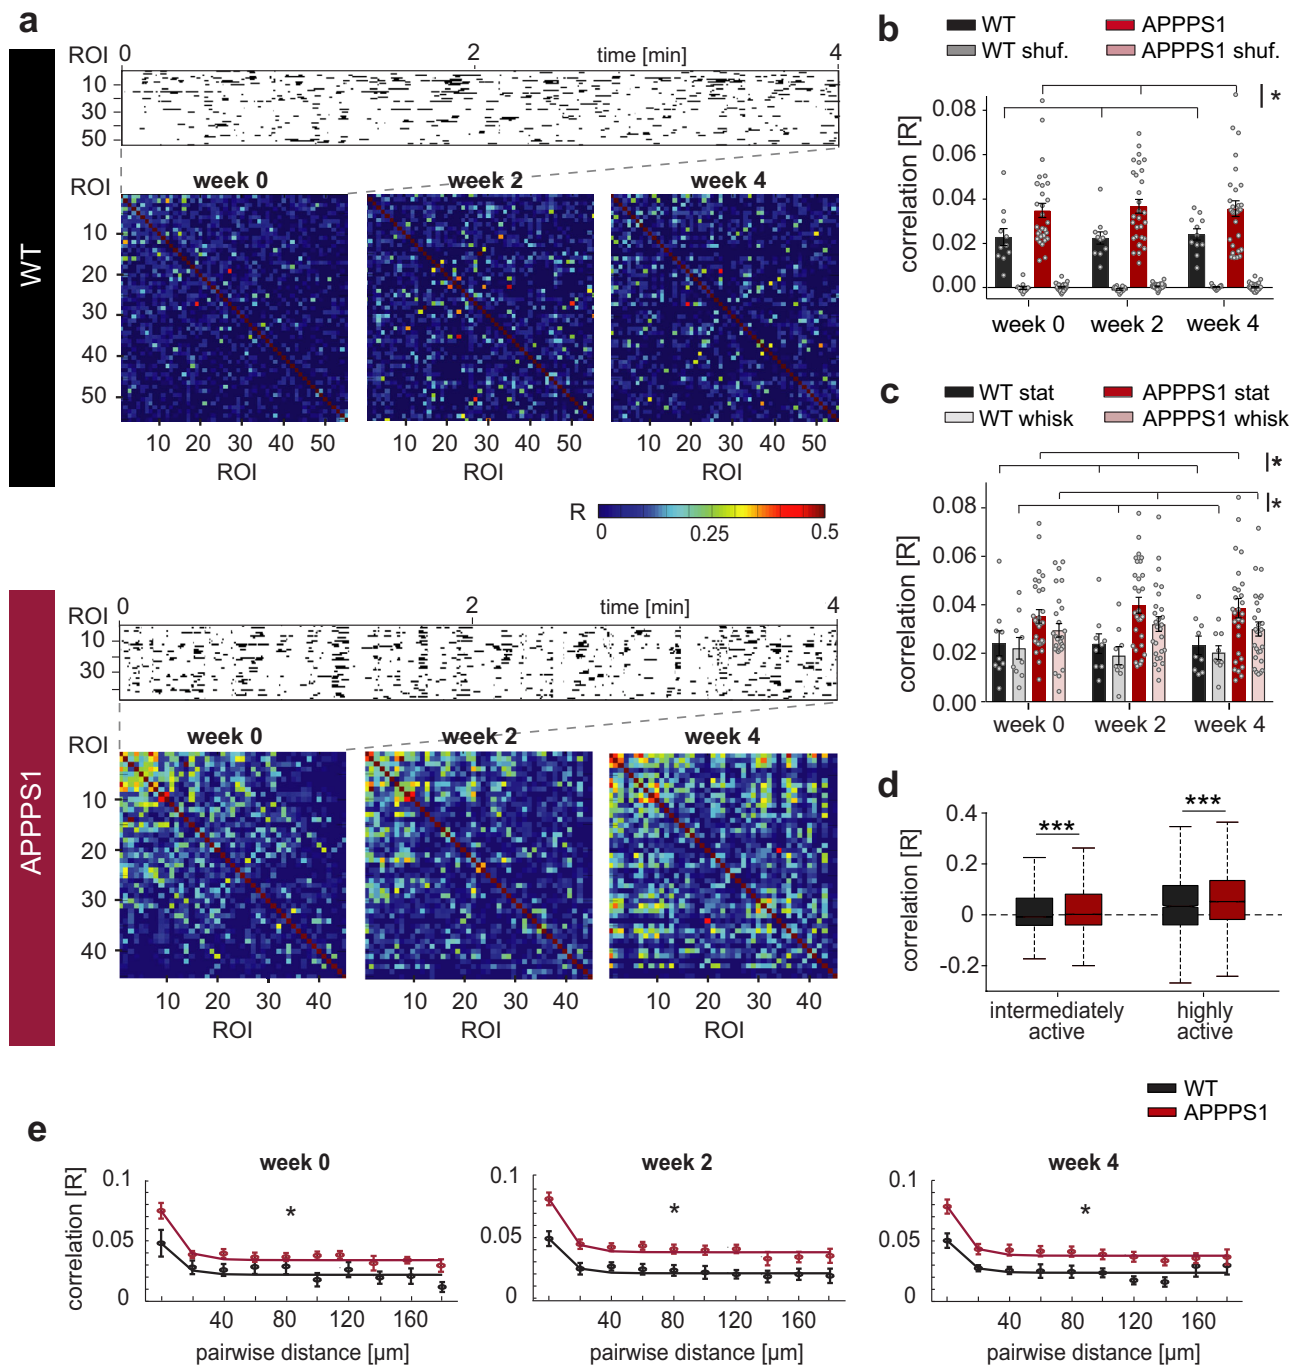 a
WT
ROI
0
2
time [min]
4
10
30
50
ROI
week 0
week 2
week 4
10
20
30
40
50
10 20 30 40 50
10 20 30 40 50
10 20 30 40 50
ROI
ROI
ROI
R
0
0.25
0.5
APPPS1
ROI
0
2
time [min]
4
10
30
ROI
week 0
week 2
week 4
10
20
30
40
10 20 30 40
10 20 30 40
10 20 30 40
ROI
ROI
ROI
b
WT
APPPS1
WT shuf.
APPPS1 shuf.
*
correlation [R]
0.08
0.06
0.04
0.02
0.00
week 0
week 2
week 4
c
WT stat
APPPS1 stat
WT whisk
APPPS1 whisk
*
*
correlation [R]
0.08
0.06
0.04
0.02
0.00
week 0
week 2
week 4
d
correlation [R]
0.4
0.2
0
-0.2
***
***
intermediately
active
highly
active
WT
APPPS1
e
week 0
correlation [R]
0.1
0.05
0
*
40 80 120 160
pairwise distance [µm]
week 2
0.1
0.05
0
*
40 80 120 160
pairwise distance [µm]
week 4
0.1
0.05
0
*
40 80 120 160
pairwise distance [µm]